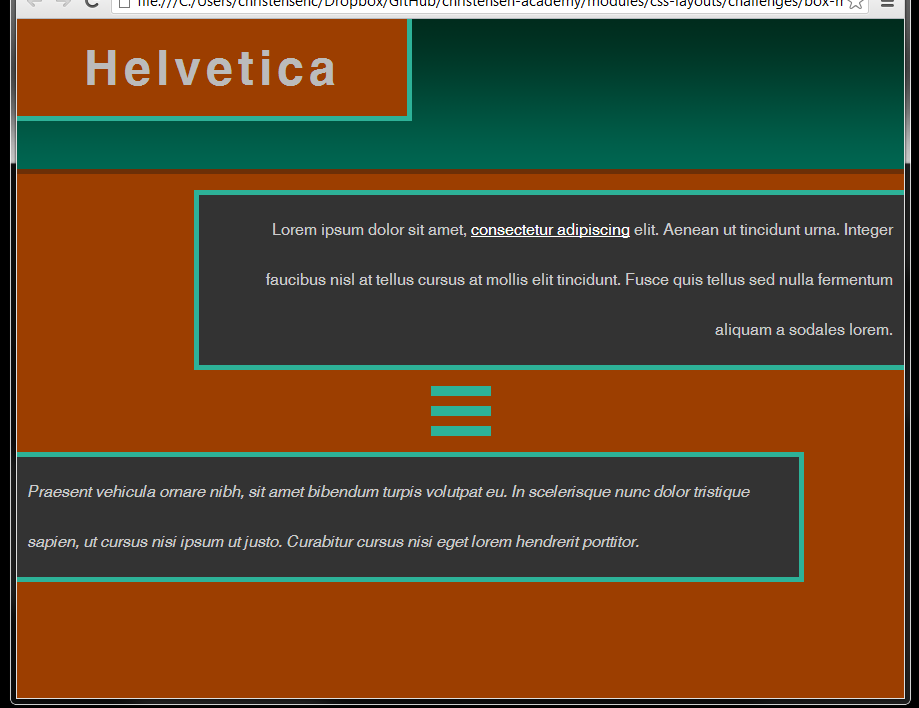 file:///C:/Users/christensenc/Dropbox/GitHub/christensen-academy/modules/css-layouts/challenges/box-m
Helvetica
Lorem ipsum dolor sit amet, consectetur adipiscing elit. Aenean ut tincidunt urna. Integer
faucibus nisl at tellus cursus at mollis elit tincidunt. Fusce quis tellus sed nulla fermentum
aliquam a sodales lorem.
Praesent vehicula ornare nibh, sit amet bibendum turpis volutpat eu. In scelerisque nunc dolor tristique
sapien, ut cursus nisi ipsum ut justo. Curabitur cursus nisi eget lorem hendrerit porttitor.